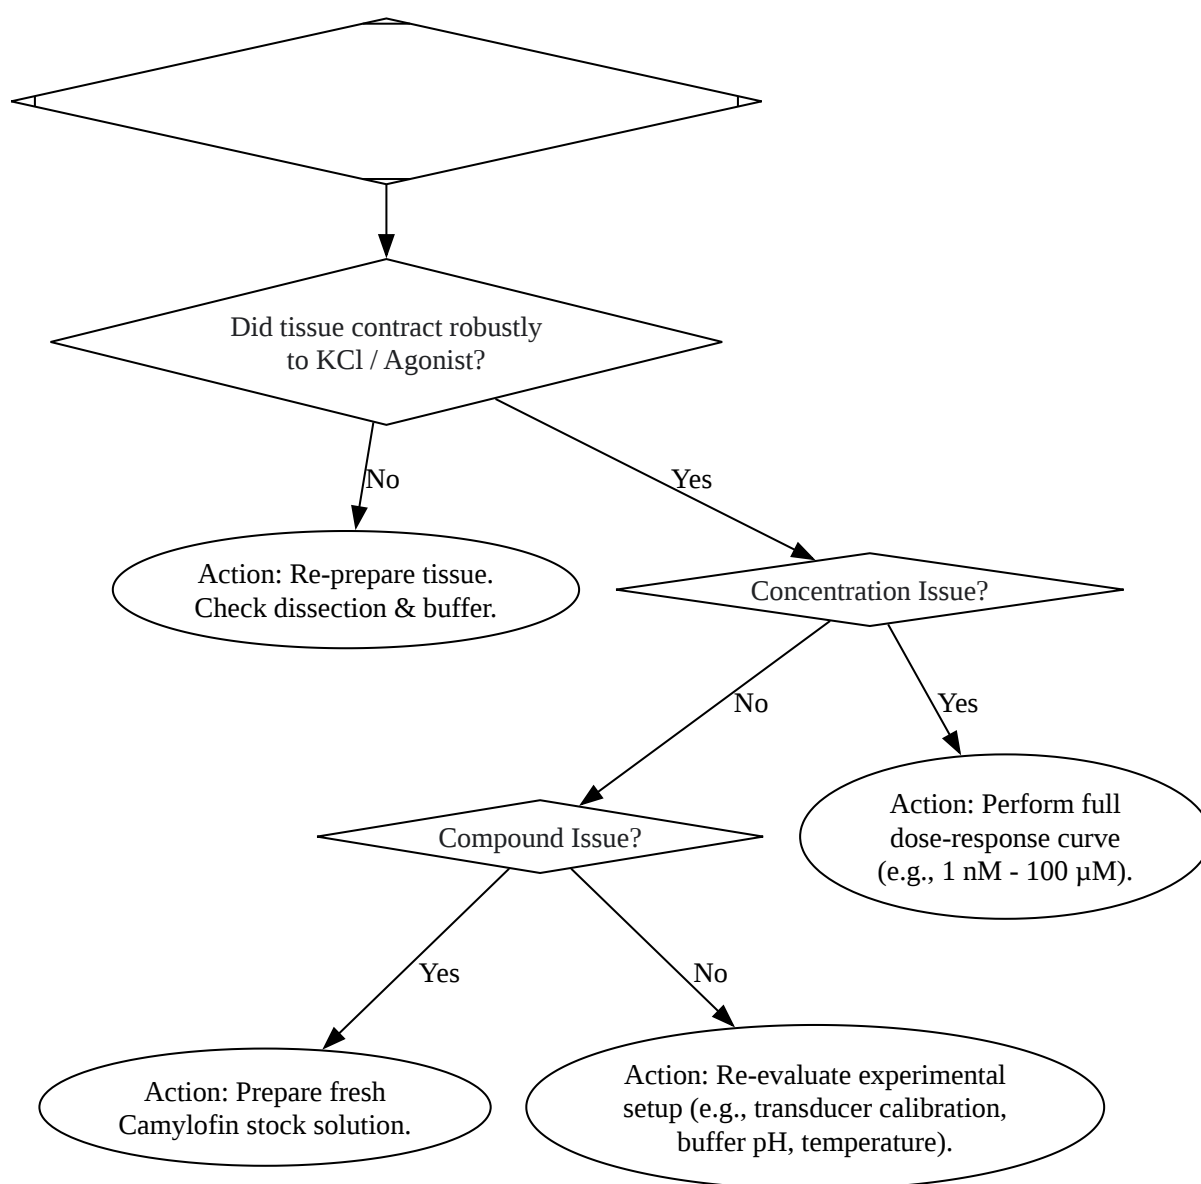 Did tissue contract robustly
to KCl / Agonist?
No
Yes
Action: Re-prepare tissue.
Check dissection & buffer.
Concentration Issue?
No
Yes
Action: Perform full
dose-response curve
(e.g., 1 nM - 100 µM).
Compound Issue?
Yes
No
Action: Prepare fresh
Camylofin stock solution.
Action: Re-evaluate experimental
setup (e.g., transducer calibration,
buffer pH, temperature).